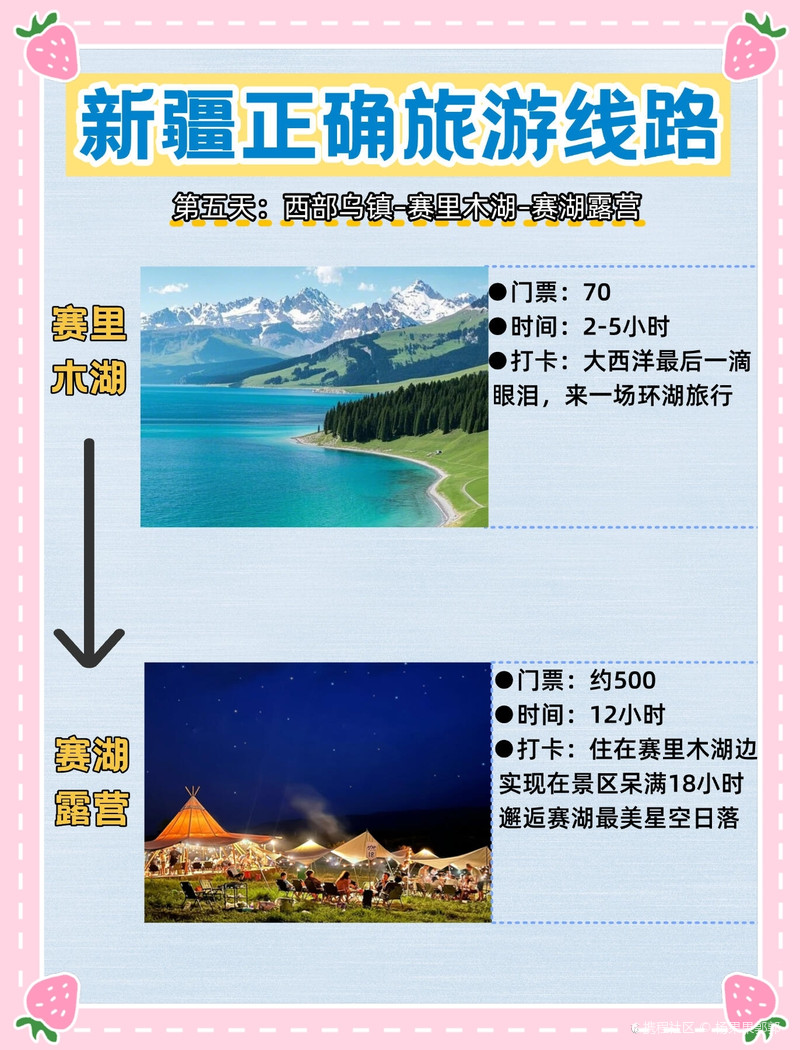 新疆正确旅游线路
第五天：西部乌镇-赛里木湖-赛湖露营
赛里
木湖
●门票：70
●时间：2-5小时
●打卡：大西洋最后一滴
眼泪，来一场环湖旅行
赛湖
露营
●门票：约500
●时间：12小时
●打卡：住在赛里木湖边
实现在景区呆满18小时
邂逅赛湖最美星空日落